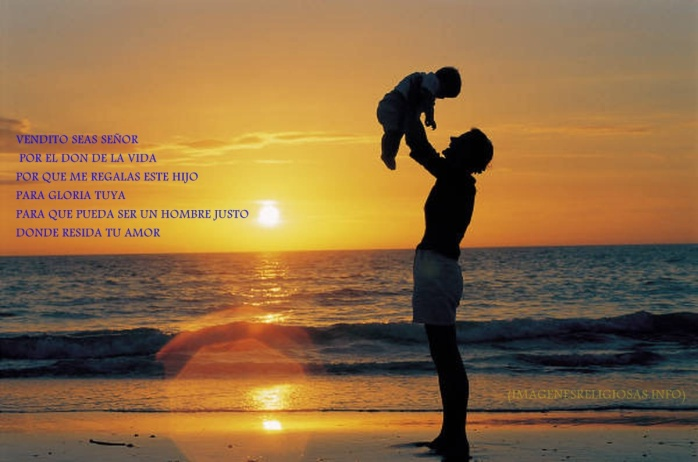 VENDITO SEAS SEÑOR
POR EL DON DE LA VIDA
POR QUE ME REGALAS ESTE HIJO
PARA GLORIA TUYA
PARA QUE PUEDA SER UN HOMBRE JUSTO
DONDE RESIDA TU AMOR
(IMAGENESRELIGIOSAS.INFO)